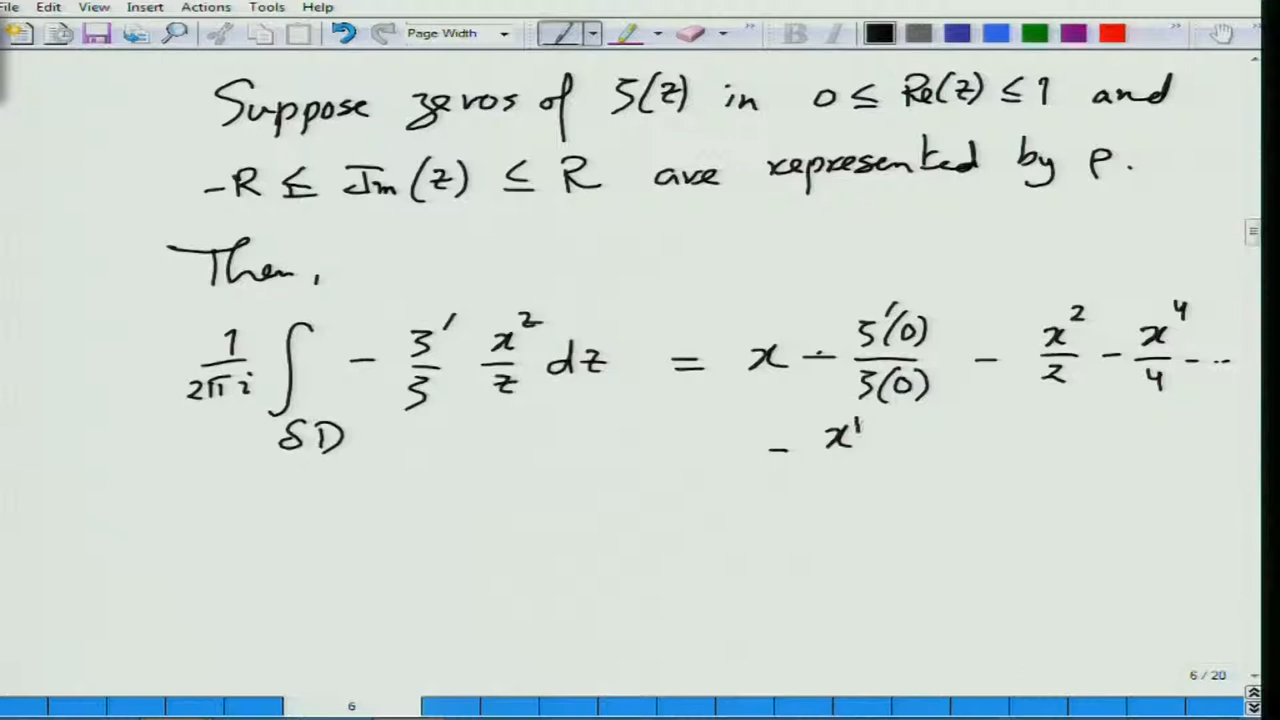 File Edit View Insert Actions Tools Help
Page Width
Suppose zeros of ζ(z) in 0 ≤ Re(z) ≤ 1 and
-R ≤ Im(z) ≤ R are represented by ρ.
Then,
1/2πi ∫_δD - ζ'/ζ x^z/z dz = x - ζ'(0)/ζ(0) - x^2/2 - x^4/4 - ...
- x'
6 / 20
6